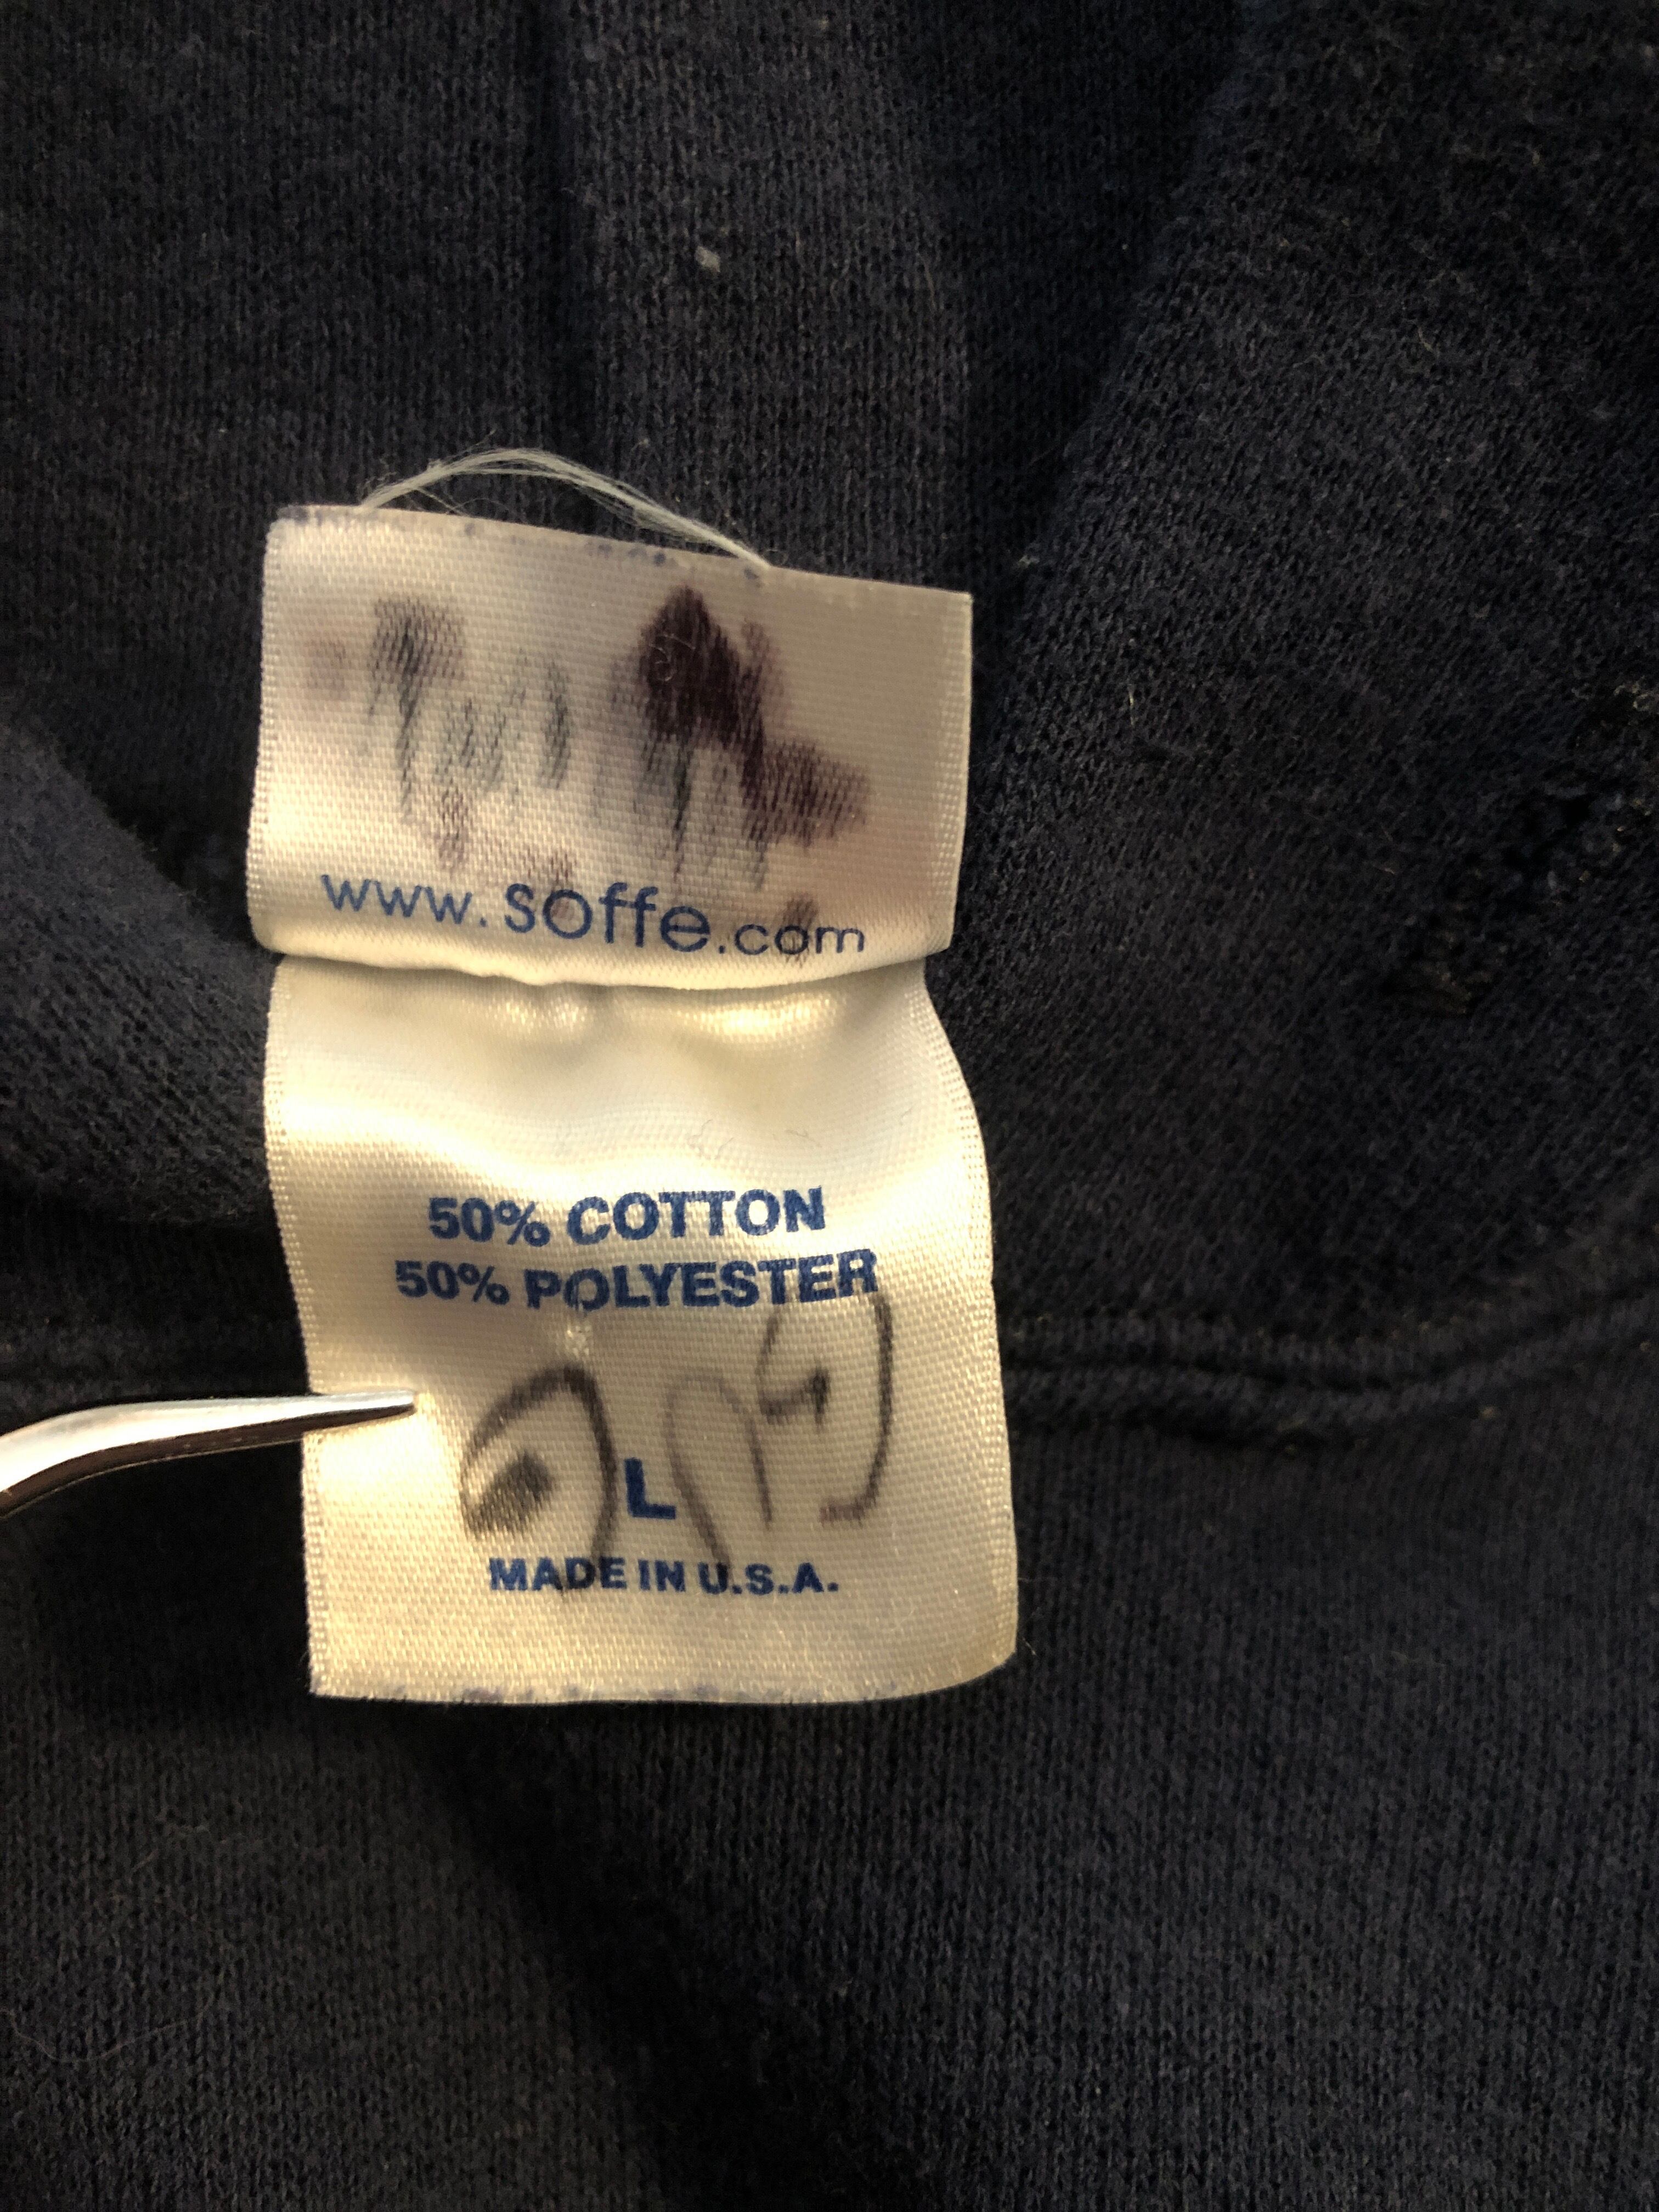 www.soffe.com
50% COTTON
50% POLYESTER
L
MADE IN U.S.A.